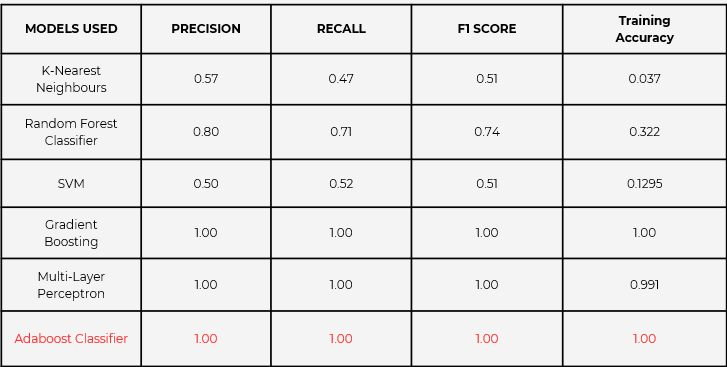 MODELS USED PRECISION RECALL F1 SCORE Training Accuracy
K-Nearest Neighbours 0.57 0.47 0.51 0.037
Random Forest Classifier 0.80 0.71 0.74 0.322
SVM 0.50 0.52 0.51 0.1295
Gradient Boosting 1.00 1.00 1.00 1.00
Multi-Layer Perceptron 1.00 1.00 1.00 0.991
Adaboost Classifier 1.00 1.00 1.00 1.00